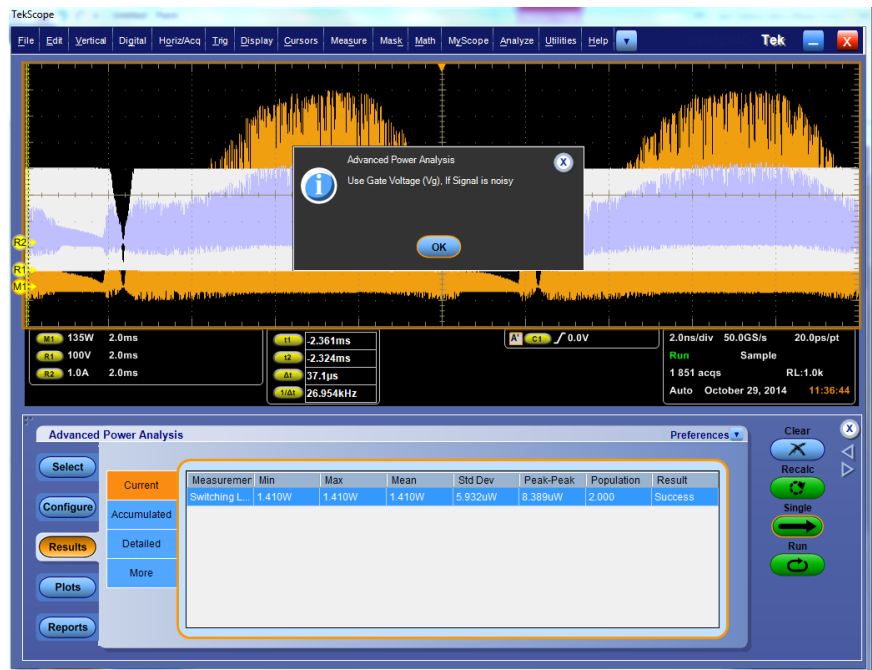 TekScope
File Edit Vertical Digital Horiz/Acq Trig Display Cursors Measure Mask Math MyScope Analyze Utilities Help Tek X
Advanced Power Analysis X
Use Gate Voltage (Vg), If Signal is noisy
OK
R2
R1
M1
M1 135W 2.0ms
R1 100V 2.0ms
R2 1.0A 2.0ms
t1 -2.361ms
t2 -2.324ms
Δt 37.1µs
1/Δt 26.954kHz
A' C1 0.0V
2.0ns/div 50.0GS/s 20.0ps/pt
Run Sample
1 851 acqs RL:1.0k
Auto October 29, 2014 11:36:44
Advanced Power Analysis Preferences Clear X
Select
Configure
Results
Plots
Reports
Current
Accumulated
Detailed
More
Measuremer Min Max Mean Std Dev Peak-Peak Population Result
Switching L... 1.410W 1.410W 1.410W 5.932uW 8.389uW 2.000 Success
Recalc
Single
Run